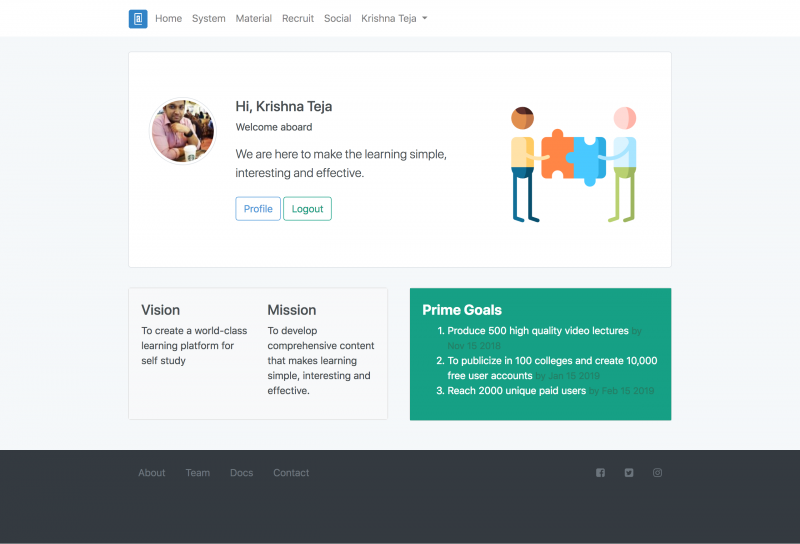 Home System Material Recruit Social Krishna Teja
Hi, Krishna Teja
Welcome aboard
We are here to make the learning simple,
interesting and effective.
Profile Logout
Vision
To create a world-class
learning platform for
self study
Mission
To develop
comprehensive content
that makes learning
simple, interesting and
effective.
Prime Goals
1. Produce 500 high quality video lectures by
Nov 15 2018
2. To publicize in 100 colleges and create 10,000
free user accounts by Jan 15 2019
3. Reach 2000 unique paid users by Feb 15 2019
About Team Docs Contact